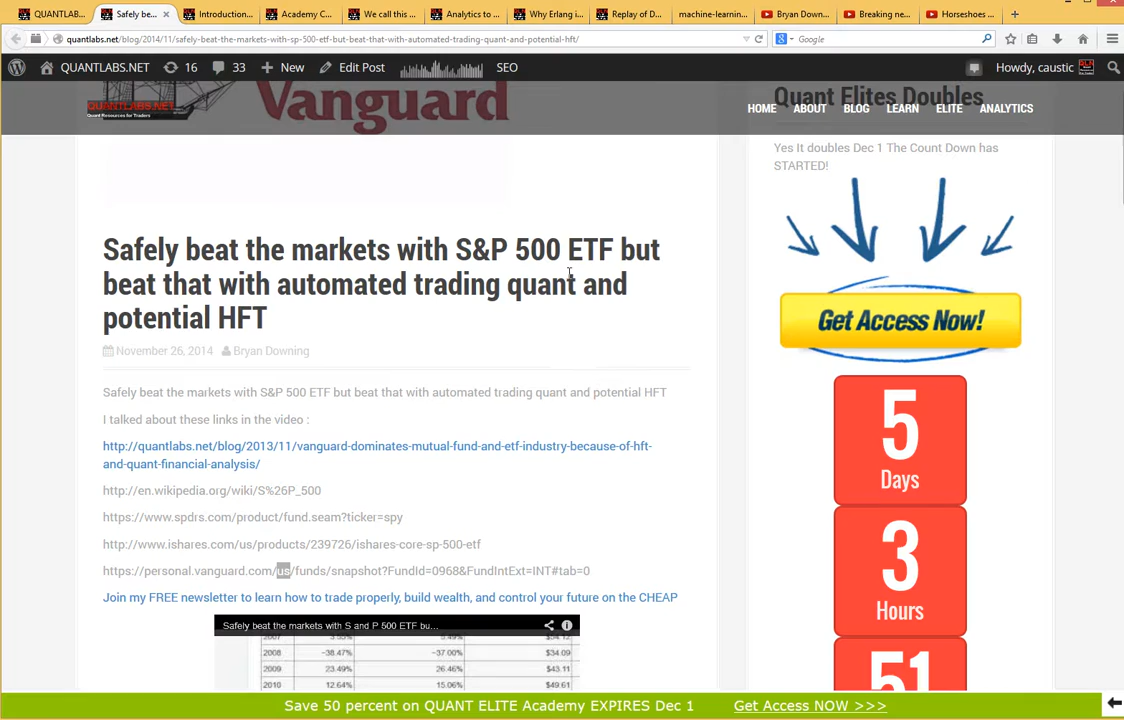 QUANTLABS...
Safely be...
Introduction...
Academy C...
We call this ...
Analytics to ...
Why Erlang i...
Replay of D...
machine-learnin...
Bryan Down...
Breaking ne...
Horseshoes ...
quantlabs.net/blog/2014/11/safely-beat-the-markets-with-sp-500-etf-but-beat-that-with-automated-trading-quant-and-potential-hft/
Google
QUANTLABS.NET
16
33
New
Edit Post
SEO
Howdy, caustic
QUANTLABS.NET
Quant Resources for Traders
Vanguard
HOME
ABOUT
BLOG
LEARN
ELITE
ANALYTICS
Quant Elites Doubles
Yes It doubles Dec 1 The Count Down has
STARTED!
Get Access Now!
5
Days
3
Hours
51
Safely beat the markets with S&P 500 ETF but
beat that with automated trading quant and
potential HFT
November 26, 2014
Bryan Downing
Safely beat the markets with S&P 500 ETF but beat that with automated trading quant and potential HFT
I talked about these links in the video :
http://quantlabs.net/blog/2013/11/vanguard-dominates-mutual-fund-and-etf-industry-because-of-hft-
and-quant-financial-analysis/
http://en.wikipedia.org/wiki/S%26P_500
https://www.spdrs.com/product/fund.seam?ticker=spy
http://www.ishares.com/us/products/239726/ishares-core-sp-500-etf
https://personal.vanguard.com/us/funds/snapshot?FundId=0968&FundIntExt=INT#tab=0
Join my FREE newsletter to learn how to trade properly, build wealth, and control your future on the CHEAP
Safely beat the markets with S and P 500 ETF bu...
2008 -38.47% -37.00% $34.09
2009 23.49% 26.46% $43.11
2010 12.64% 15.06% $49.61
Save 50 percent on QUANT ELITE Academy EXPIRES Dec 1
Get Access NOW >>>